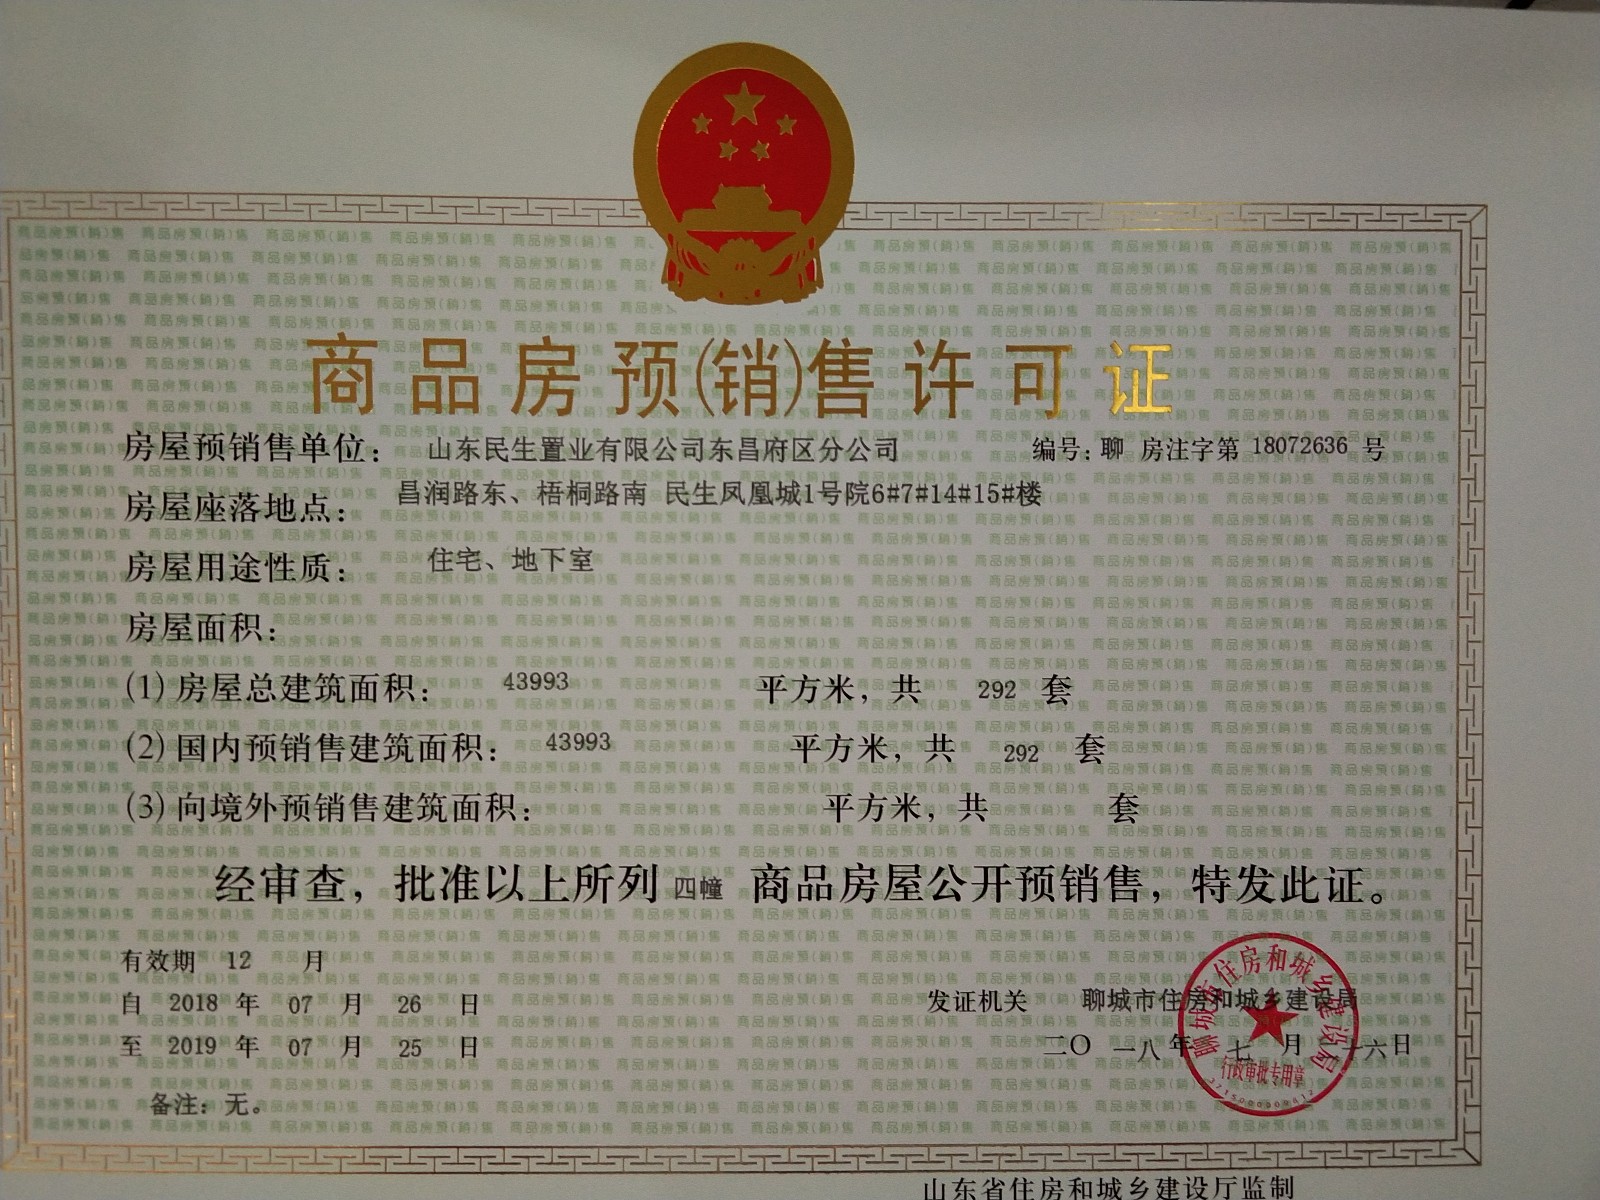 商品房预(销)售许可证
房屋预销售单位： 山东民生置业有限公司东昌府区分公司 编号：聊 房注字第 18072636 号
房屋座落地点： 昌润路东、梧桐路南 民生凤凰城1号院6#7#14#15#楼
房屋用途性质： 住宅、地下室
房屋面积：
(1) 房屋总建筑面积： 43993 平方米，共 292 套
(2) 国内预销售建筑面积： 43993 平方米，共 292 套
(3) 向境外预销售建筑面积： 平方米，共 套
经审查，批准以上所列 四幢 商品房屋公开预销售，特发此证。
有效期 12 月
自 2018 年 07 月 26 日 发证机关 聊城市住房和城乡建设局
至 2019 年 07 月 25 日 二〇 一八 年 七 月 十六 日
备注：无。
聊城市住房和城乡建设局
行政审批专用章
山东省住房和城乡建设厅监制